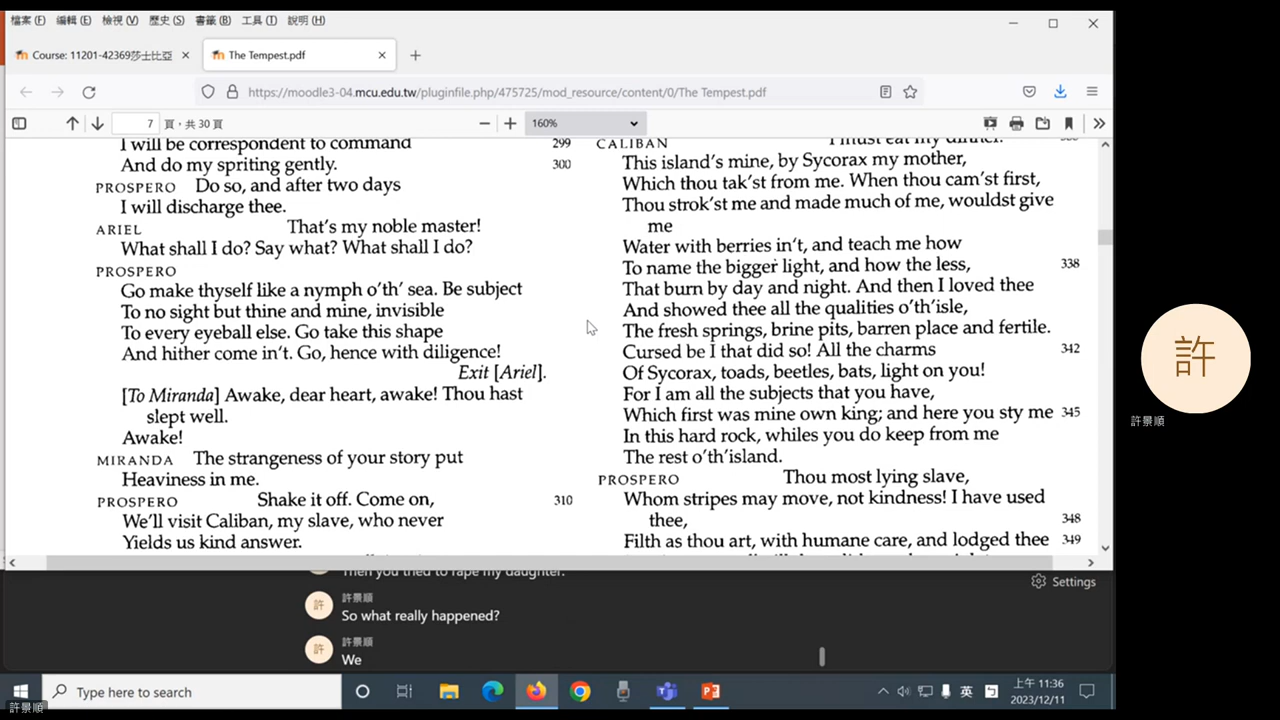 檔案(F) 編輯(E) 檢視(V) 歷史(S) 書籤(B) 工具(T) 說明(H)
Course: 11201-42369莎士比亞
The Tempest.pdf
https://moodle3-04.mcu.edu.tw/pluginfile.php/475725/mod_resource/content/0/The Tempest.pdf
7 頁，共 30 頁
160%
I will be correspondent to command 299
And do my spriting gently. 300
PROSPERO Do so, and after two days
I will discharge thee.
ARIEL That's my noble master!
What shall I do? Say what? What shall I do?
PROSPERO
Go make thyself like a nymph o'th' sea. Be subject
To no sight but thine and mine, invisible
To every eyeball else. Go take this shape
And hither come in't. Go, hence with diligence!
Exit [Ariel].
[To Miranda] Awake, dear heart, awake! Thou hast
slept well.
Awake!
MIRANDA The strangeness of your story put
Heaviness in me.
PROSPERO Shake it off. Come on, 310
We'll visit Caliban, my slave, who never
Yields us kind answer.
CALIBAN I must eat my dinner.
This island's mine, by Sycorax my mother,
Which thou tak'st from me. When thou cam'st first,
Thou strok'st me and made much of me, wouldst give
me
Water with berries in't, and teach me how
To name the bigger light, and how the less, 338
That burn by day and night. And then I loved thee
And showed thee all the qualities o'th'isle,
The fresh springs, brine pits, barren place and fertile.
Cursed be I that did so! All the charms 342
Of Sycorax, toads, beetles, bats, light on you!
For I am all the subjects that you have,
Which first was mine own king; and here you sty me 345
In this hard rock, whiles you do keep from me
The rest o'th'island.
PROSPERO Thou most lying slave,
Whom stripes may move, not kindness! I have used
thee, 348
Filth as thou art, with humane care, and lodged thee 349
Then you tried to rape my daughter.
許 許景順
So what really happened?
許 許景順
We
Settings
許
許景順
Type here to search
英
上午 11:36
2023/12/11
許景順